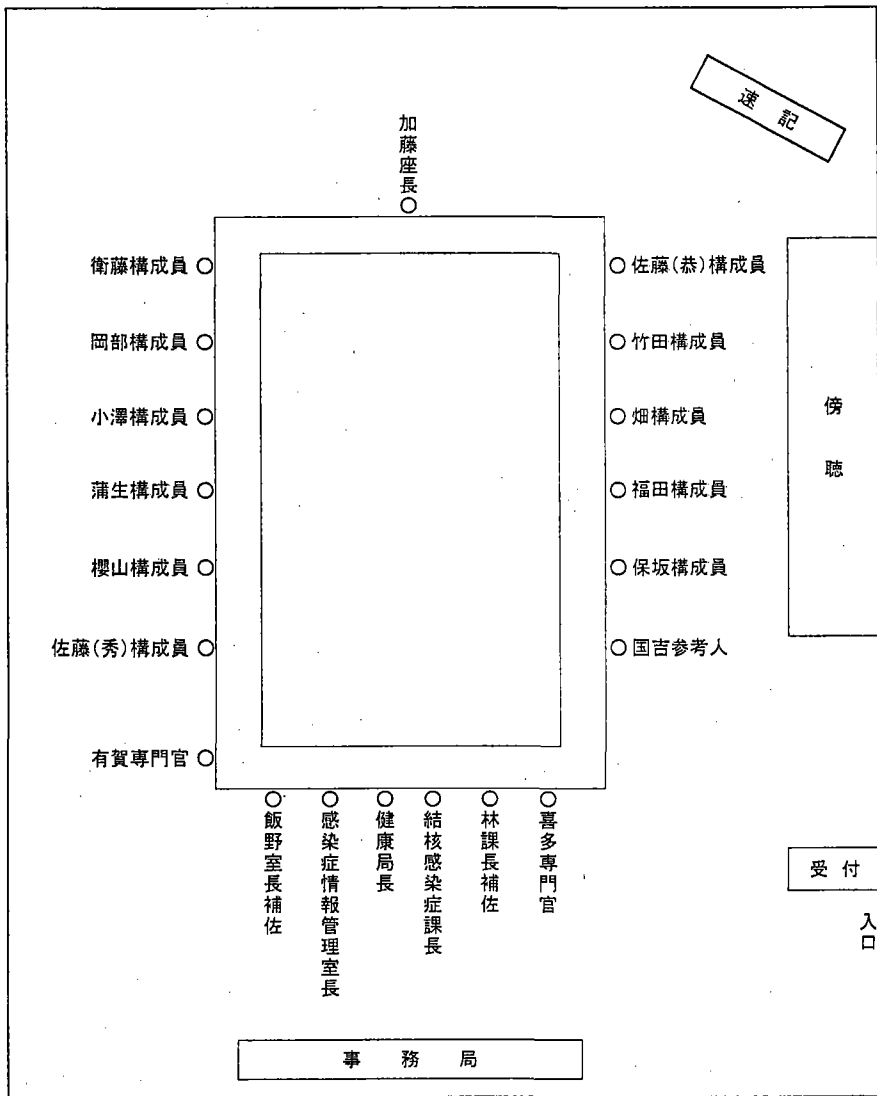 速記
加藤座長○
衛藤構成員○
○佐藤(恭)構成員
岡部構成員○
○竹田構成員
小澤構成員○
○畑構成員
蒲生構成員○
○福田構成員
櫻山構成員○
○保坂構成員
佐藤(秀)構成員○
○国吉参考人
有賀専門官○
傍聴
○飯野室長補佐
○感染症情報管理室長
○健康局長
○結核感染症課長
○林課長補佐
○喜多専門官
受付
入口
事務局